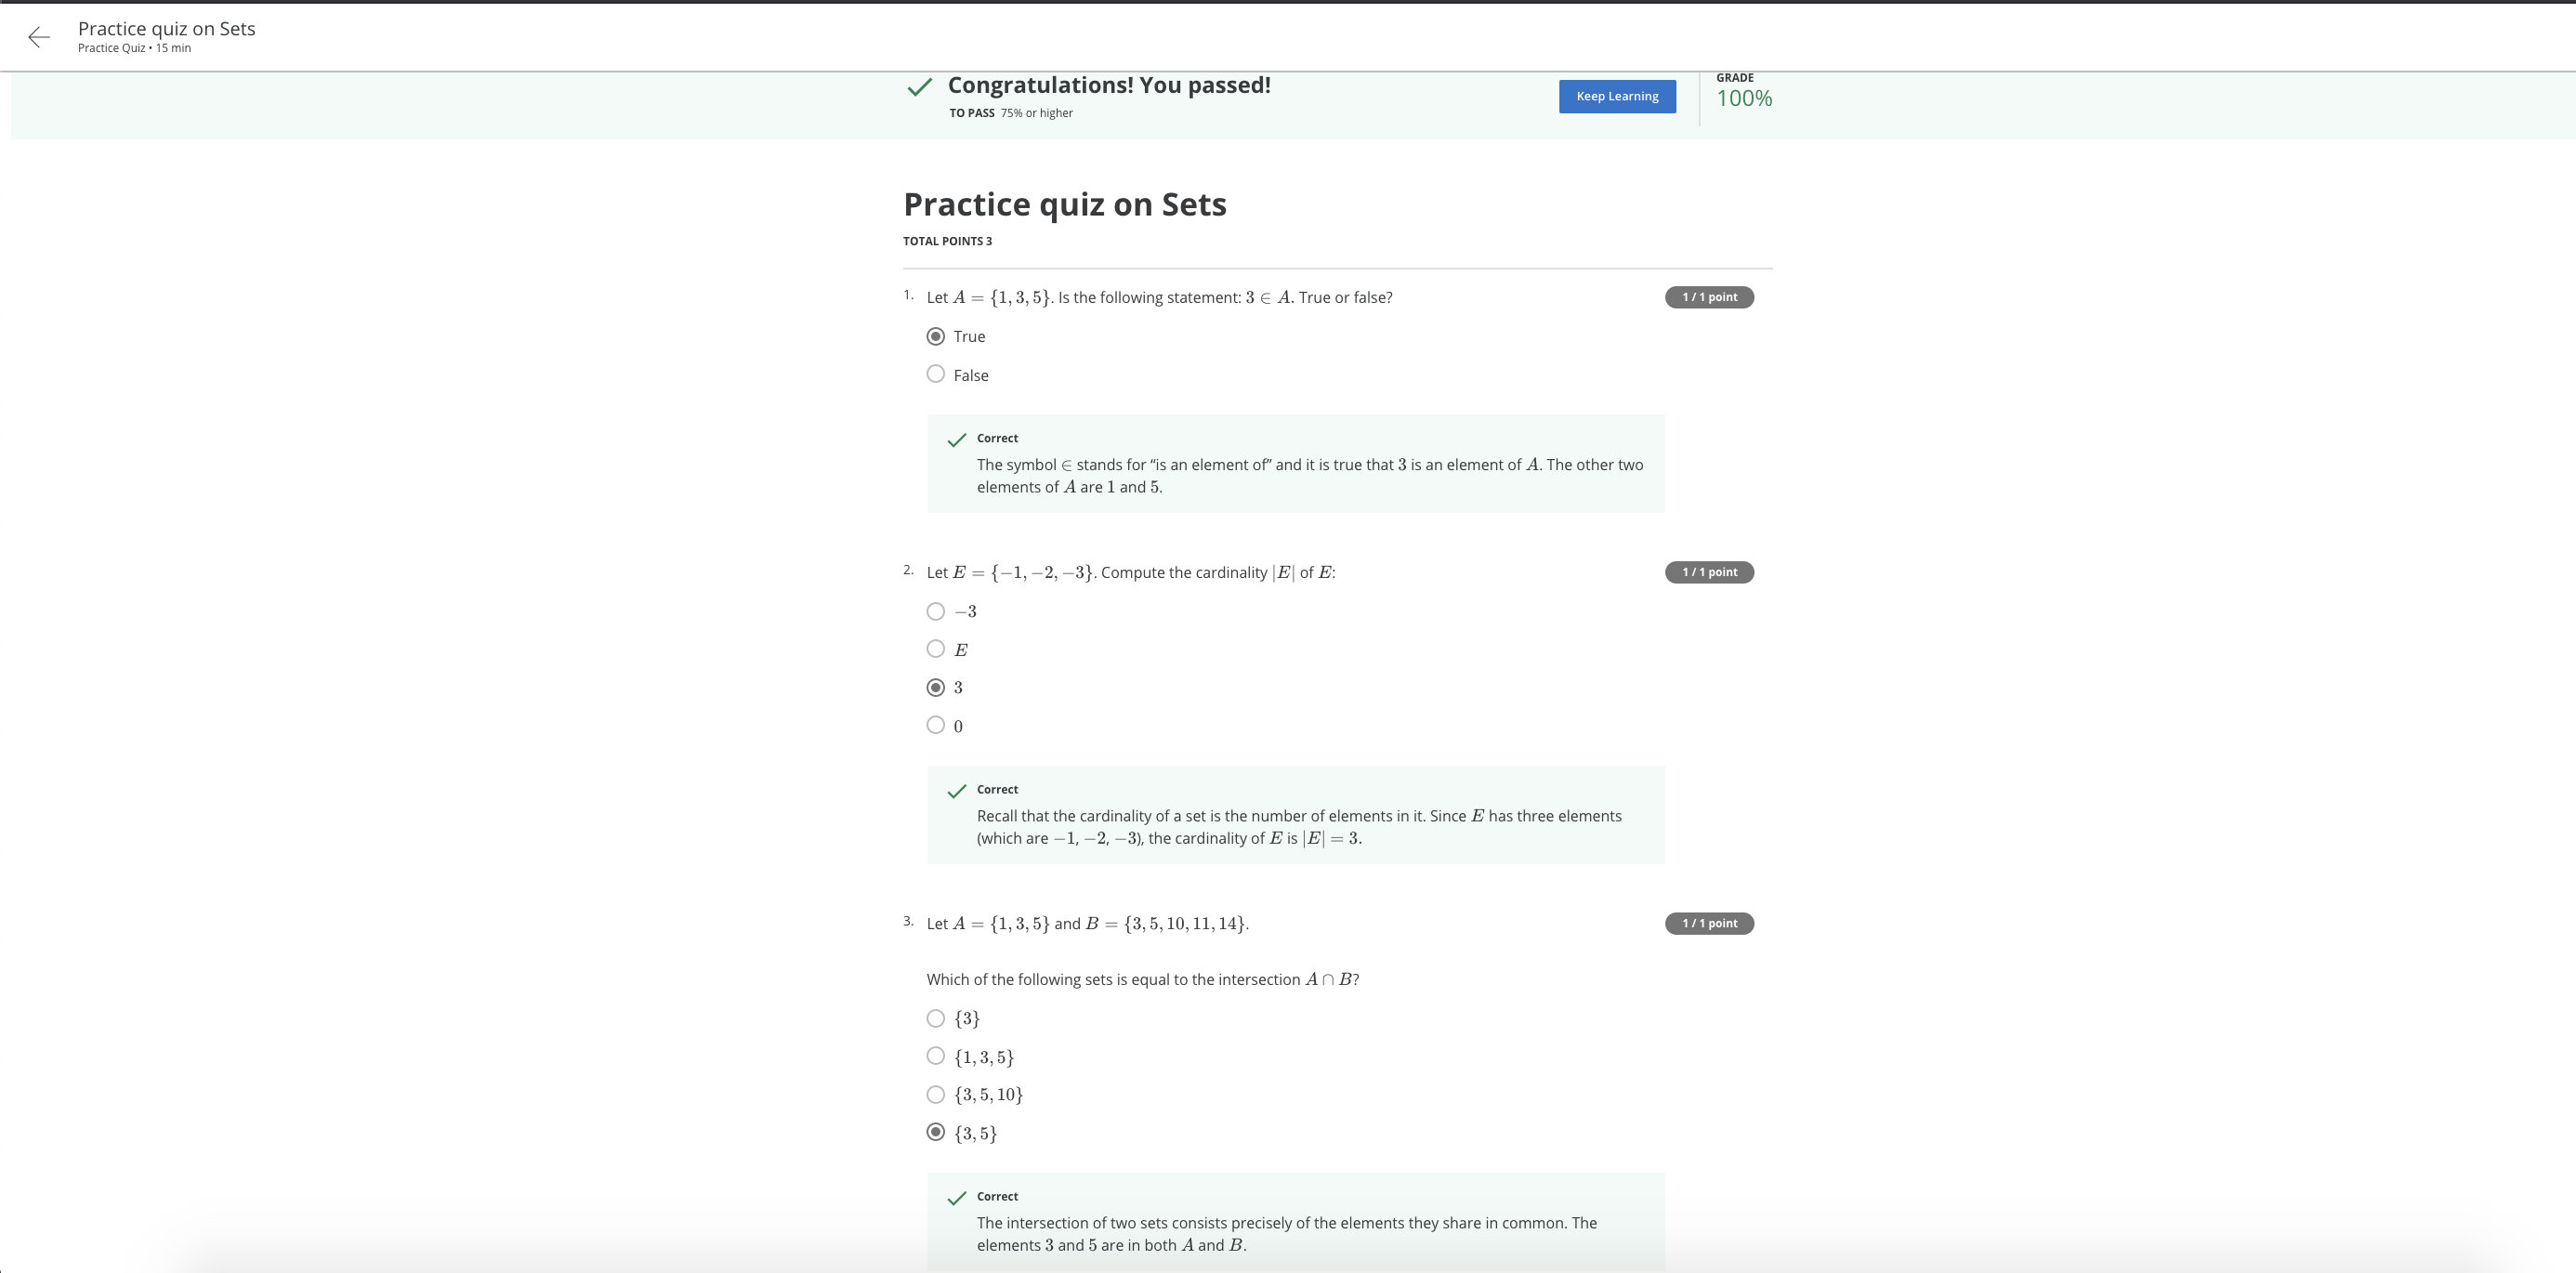 Practice quiz on Sets
Practice Quiz • 15 min
Congratulations! You passed!
TO PASS 75% or higher
Keep Learning
GRADE
100%
Practice quiz on Sets
TOTAL POINTS 3
1. Let A = {1, 3, 5}. Is the following statement: 3 ∈ A. True or false?
1 / 1 point
True
False
Correct
The symbol ∈ stands for “is an element of” and it is true that 3 is an element of A. The other two
elements of A are 1 and 5.
2. Let E = {−1, −2, −3}. Compute the cardinality |E| of E:
1 / 1 point
−3
E
3
0
Correct
Recall that the cardinality of a set is the number of elements in it. Since E has three elements
(which are −1, −2, −3), the cardinality of E is |E| = 3.
3. Let A = {1, 3, 5} and B = {3, 5, 10, 11, 14}.
1 / 1 point
Which of the following sets is equal to the intersection A ∩ B?
{3}
{1, 3, 5}
{3, 5, 10}
{3, 5}
Correct
The intersection of two sets consists precisely of the elements they share in common. The
elements 3 and 5 are in both A and B.